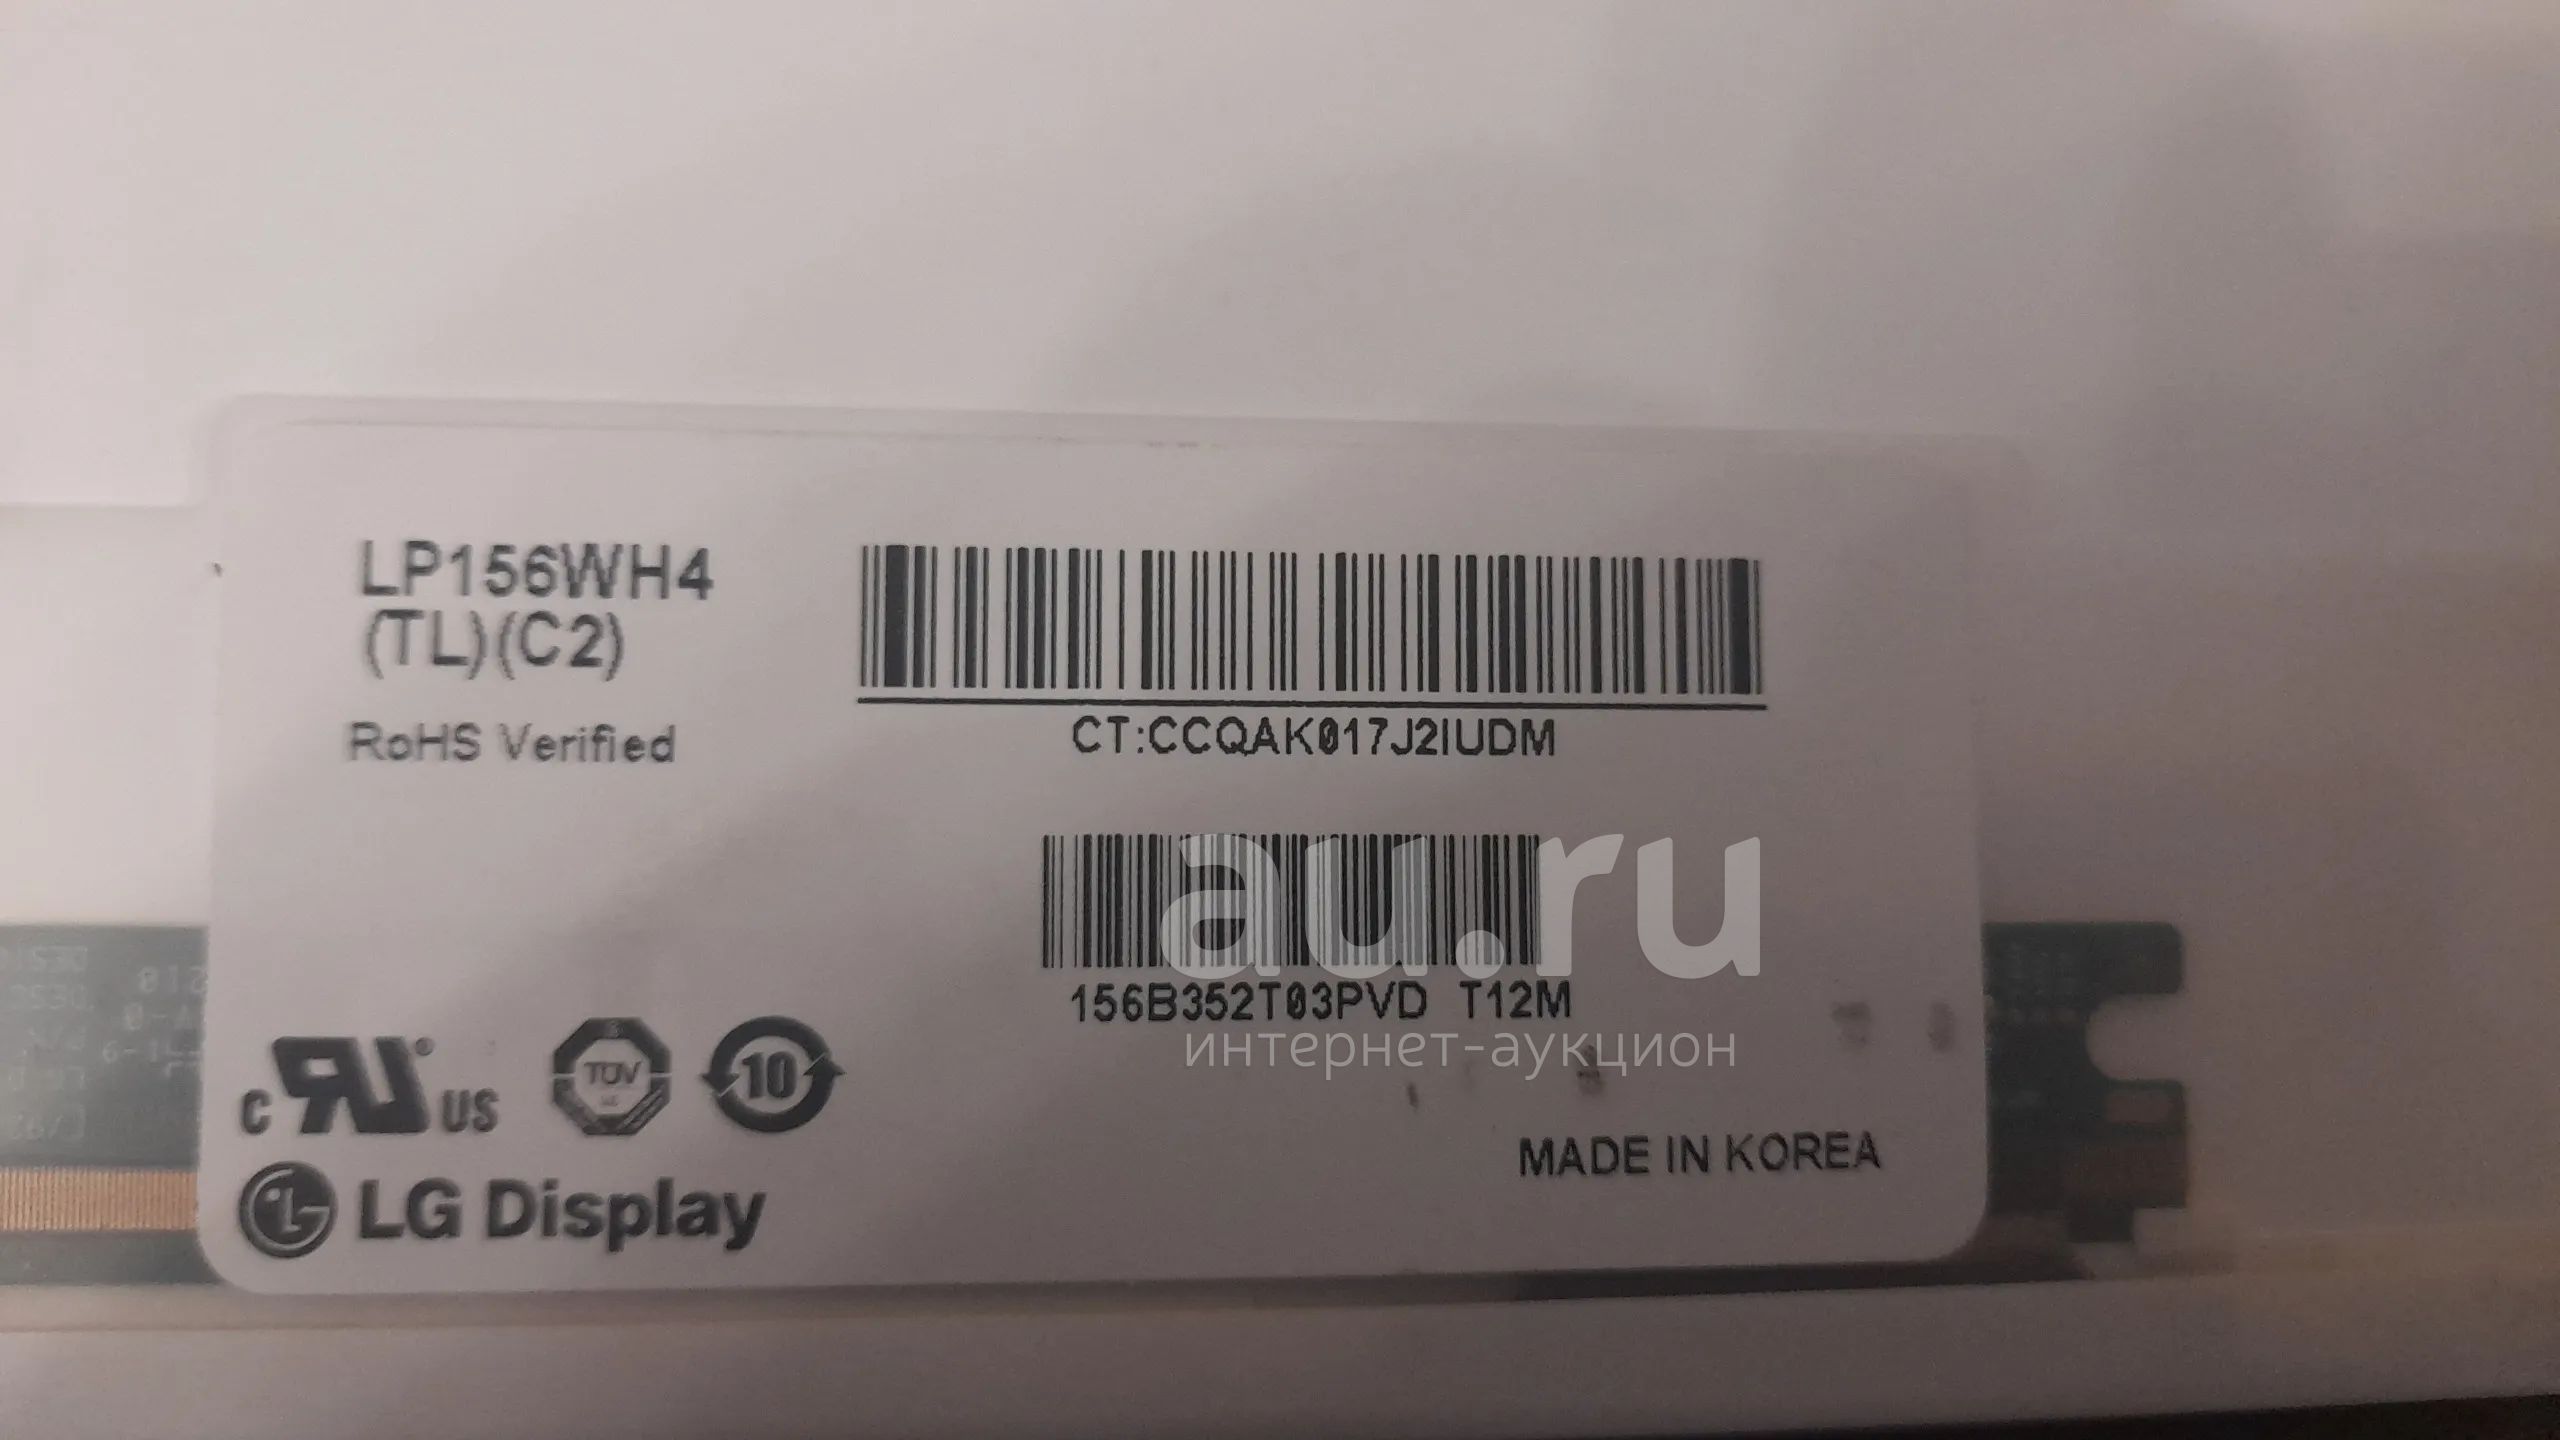 LP156WH4
(TL)(C2)
RoHS Verified
CT:CCQAK017J2IUDM
au.ru
156B352T03PVD T12M
интернет-аукцион
c RU US
TÜV
10
MADE IN KOREA
LG Display